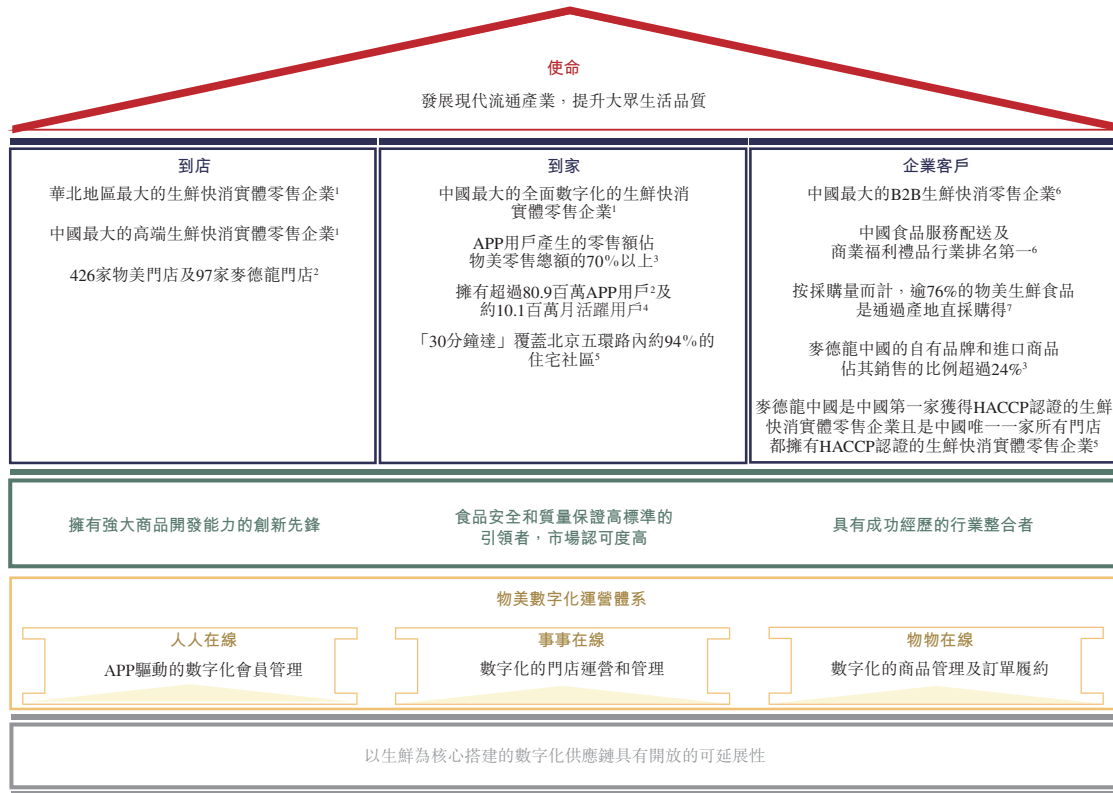 使命
發展現代流通產業，提升大眾生活品質
到店
華北地區最大的生鮮快消實體零售企業¹
中國最大的高端生鮮快消實體零售企業¹
426家物美門店及97家麥德龍門店²
到家
中國最大的全面數字化的生鮮快消
實體零售企業¹
APP用戶產生的零售額佔
物美零售總額的70%以上³
擁有超過80.9百萬APP用戶²及
約10.1百萬月活躍用戶⁴
「30分鐘達」覆蓋北京五環路內約94%的
住宅社區⁵
企業客戶
中國最大的B2B生鮮快消零售企業⁶
中國食品服務配送及
商業福利禮品行業排名第一⁶
按採購量而計，逾76%的物美生鮮食品
是通過產地直採購得⁷
麥德龍中國的自有品牌和進口商品
佔其銷售的比例超過24%³
麥德龍中國是中國第一家獲得HACCP認證的生鮮
快消實體零售企業且是中國唯一一家所有門店
都擁有HACCP認證的生鮮快消實體零售企業⁵
擁有強大商品開發能力的創新先鋒
食品安全和質量保證高標準的
引領者，市場認可度高
具有成功經歷的行業整合者
物美數字化運營體系
人人在線
APP驅動的數字化會員管理
事事在線
數字化的門店運營和管理
物物在線
數字化的商品管理及訂單履約
以生鮮為核心搭建的數字化供應鏈具有開放的可延展性